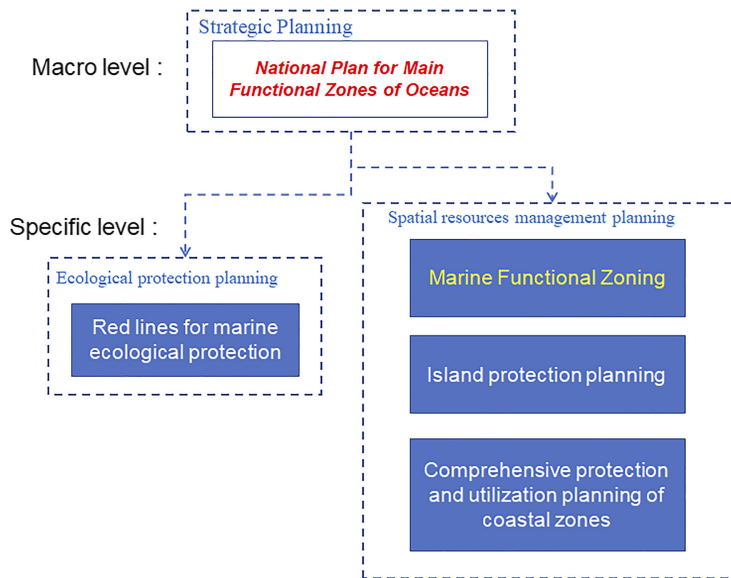 Strategic Planning
Macro level :
National Plan for Main
Functional Zones of Oceans
Specific level :
Ecological protection planning
Red lines for marine
ecological protection
Spatial resources management planning
Marine Functional Zoning
Island protection planning
Comprehensive protection
and utilization planning of
coastal zones